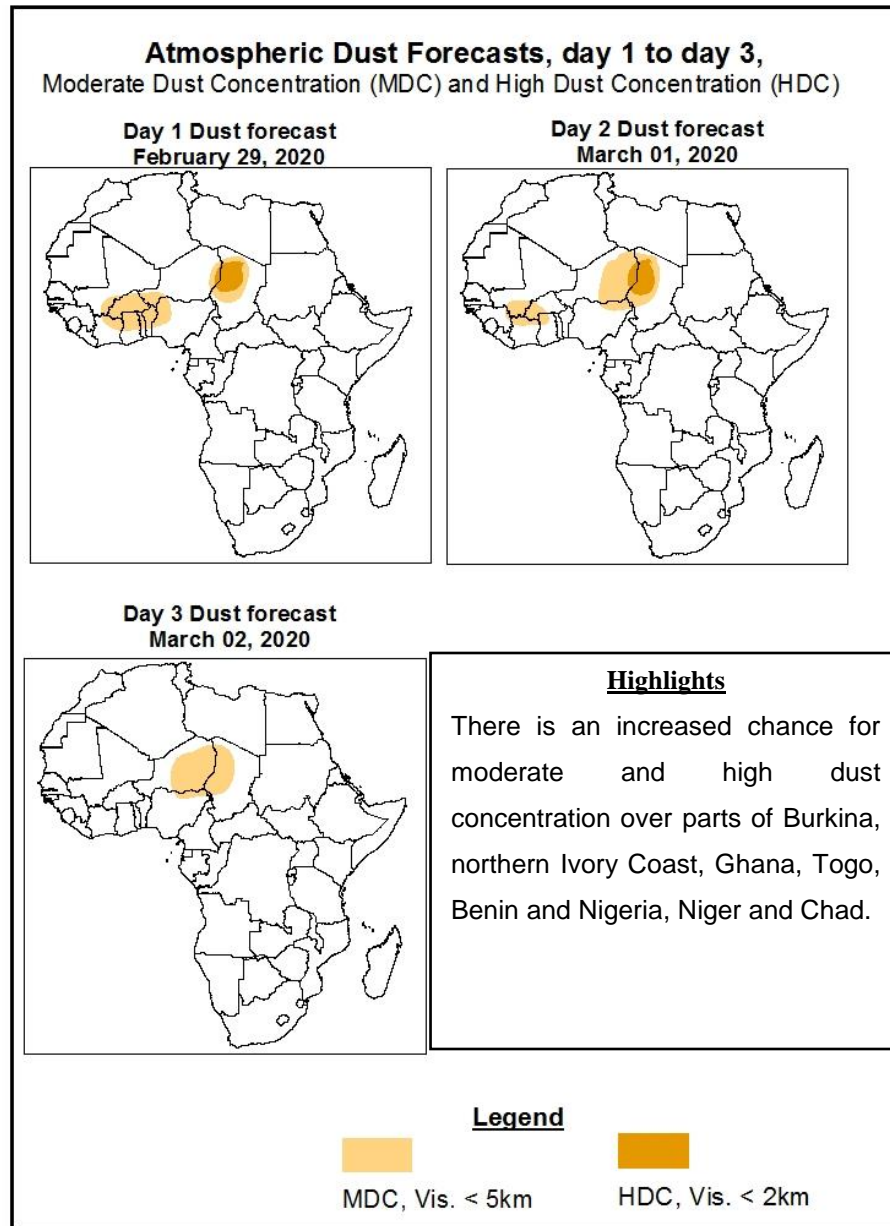 Atmospheric Dust Forecasts, day 1 to day 3,
Moderate Dust Concentration (MDC) and High Dust Concentration (HDC)
Day 1 Dust forecast
February 29, 2020
Day 2 Dust forecast
March 01, 2020
Day 3 Dust forecast
March 02, 2020
Highlights
There is an increased chance for
moderate and high dust
concentration over parts of Burkina,
northern Ivory Coast, Ghana, Togo,
Benin and Nigeria, Niger and Chad.
Legend
MDC, Vis. < 5km
HDC, Vis. < 2km